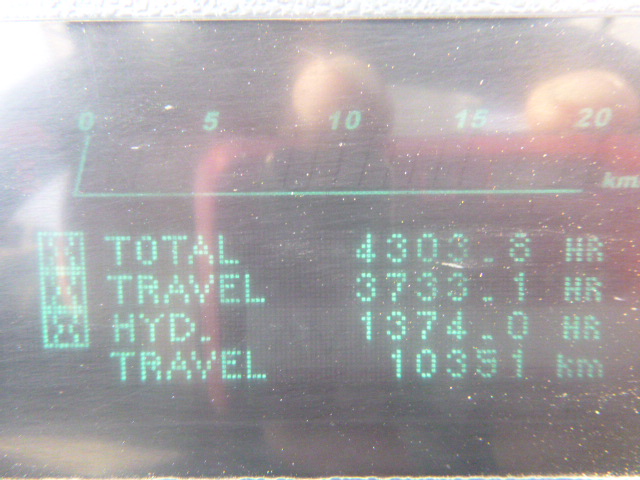 0 5 10 15 20
km
TOTAL 4303.8 HR
TRAVEL 3733.1 HR
HYD. 1374.0 HR
TRAVEL 10351 km